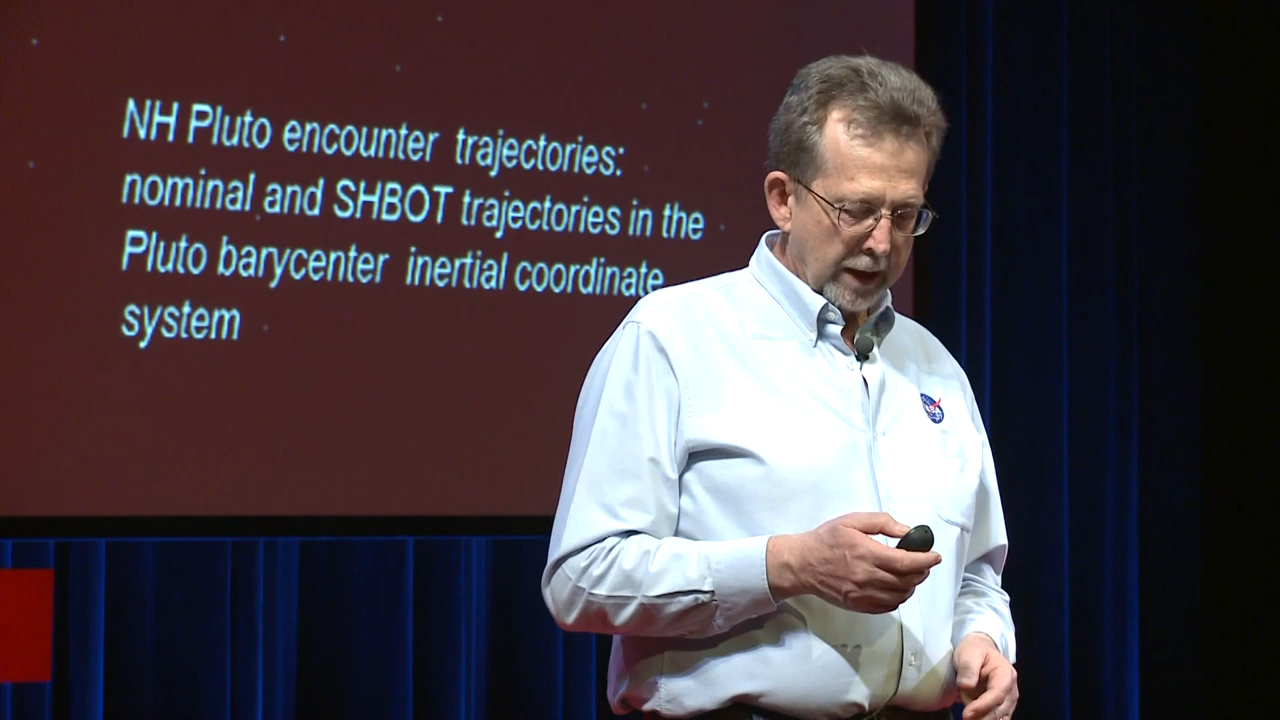 NH Pluto encounter trajectories:
nominal and SHBOT trajectories in the
Pluto barycenter inertial coordinate
system